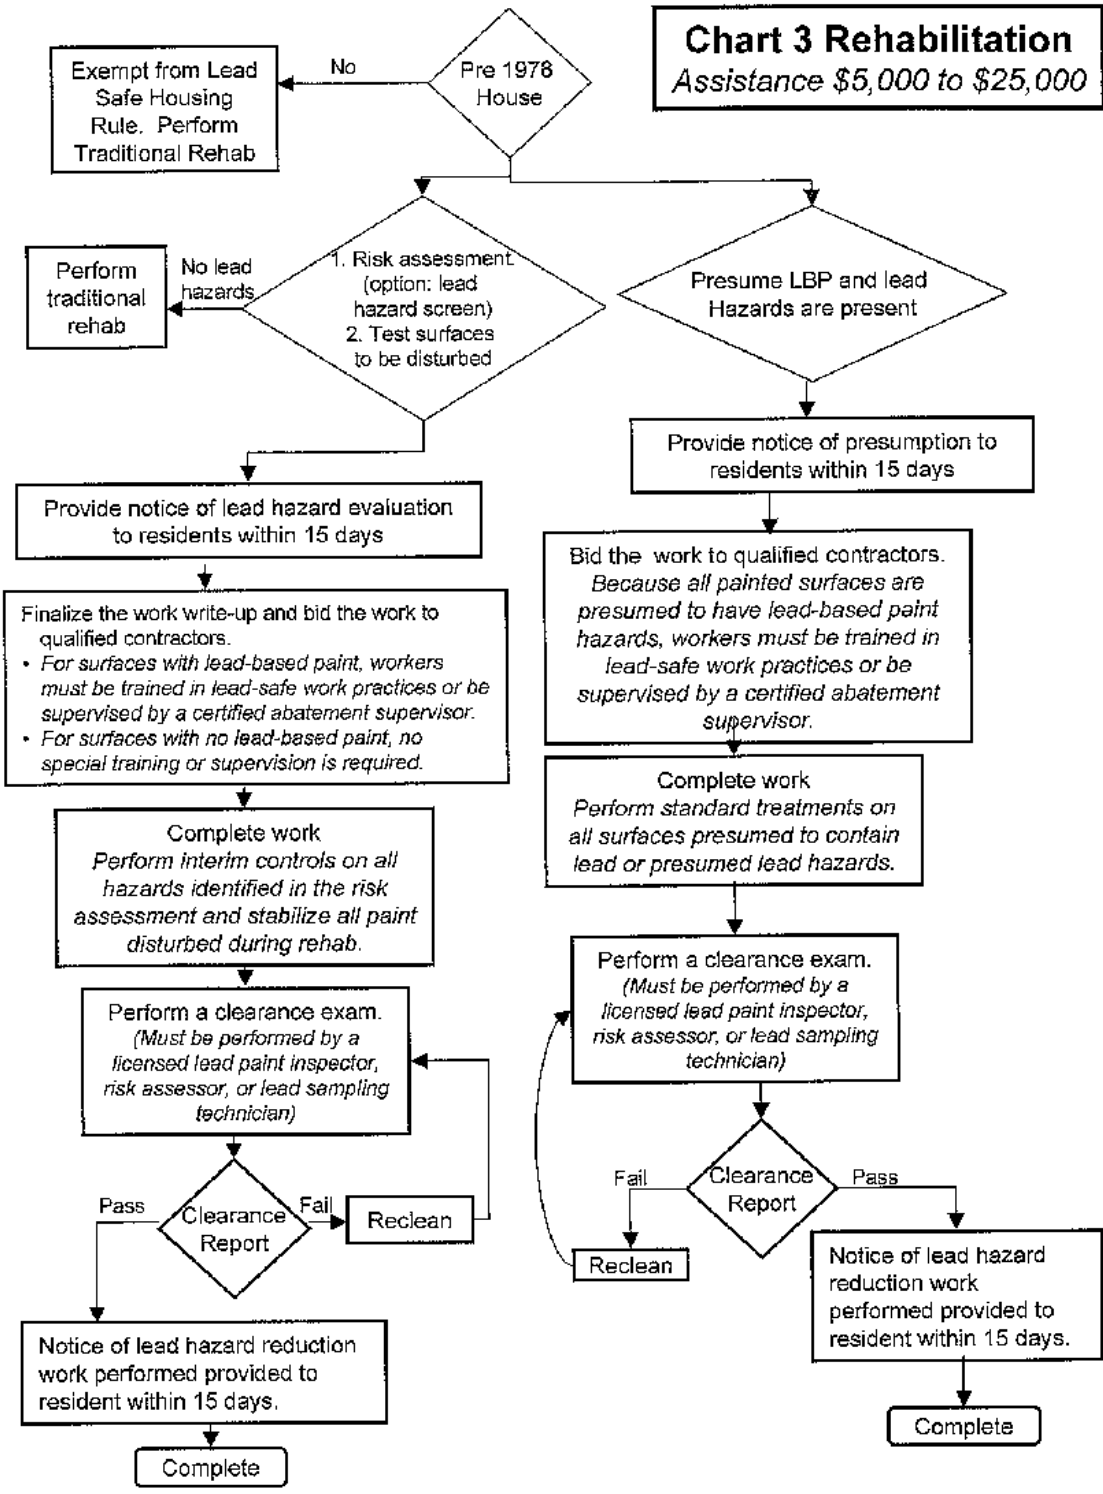 Chart 3 Rehabilitation
Assistance $5,000 to $25,000
Pre 1978
House
No
Exempt from Lead
Safe Housing
Rule. Perform
Traditional Rehab
1. Risk assessment
(option: lead
hazard screen)
2. Test surfaces
to be disturbed
No lead
hazards
Perform
traditional
rehab
Provide notice of lead hazard evaluation
to residents within 15 days
Finalize the work write-up and bid the work to
qualified contractors.
• For surfaces with lead-based paint, workers
must be trained in lead-safe work practices or be
supervised by a certified abatement supervisor.
• For surfaces with no lead-based paint, no
special training or supervision is required.
Complete work
Perform interim controls on all
hazards identified in the risk
assessment and stabilize all paint
disturbed during rehab.
Perform a clearance exam.
(Must be performed by a
licensed lead paint inspector,
risk assessor, or lead sampling
technician)
Clearance
Report
Pass
Fail
Reclean
Notice of lead hazard reduction
work performed provided to
resident within 15 days.
Complete
Presume LBP and lead
Hazards are present
Provide notice of presumption to
residents within 15 days
Bid the work to qualified contractors.
Because all painted surfaces are
presumed to have lead-based paint
hazards, workers must be trained in
lead-safe work practices or be
supervised by a certified abatement
supervisor.
Complete work
Perform standard treatments on
all surfaces presumed to contain
lead or presumed lead hazards.
Perform a clearance exam.
(Must be performed by a
licensed lead paint inspector,
risk assessor, or lead sampling
technician)
Clearance
Report
Fail
Pass
Reclean
Notice of lead hazard
reduction work
performed provided to
resident within 15 days.
Complete